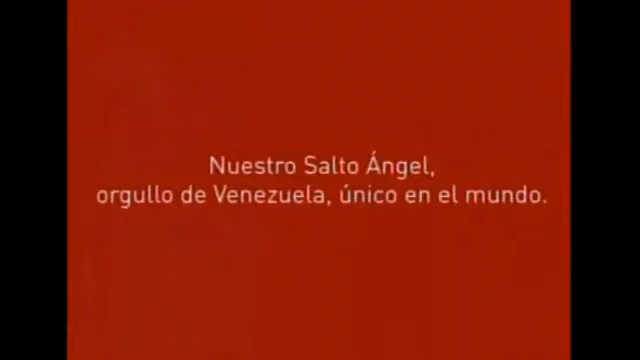 Nuestro Salto Ángel,
orgullo de Venezuela, único en el mundo.